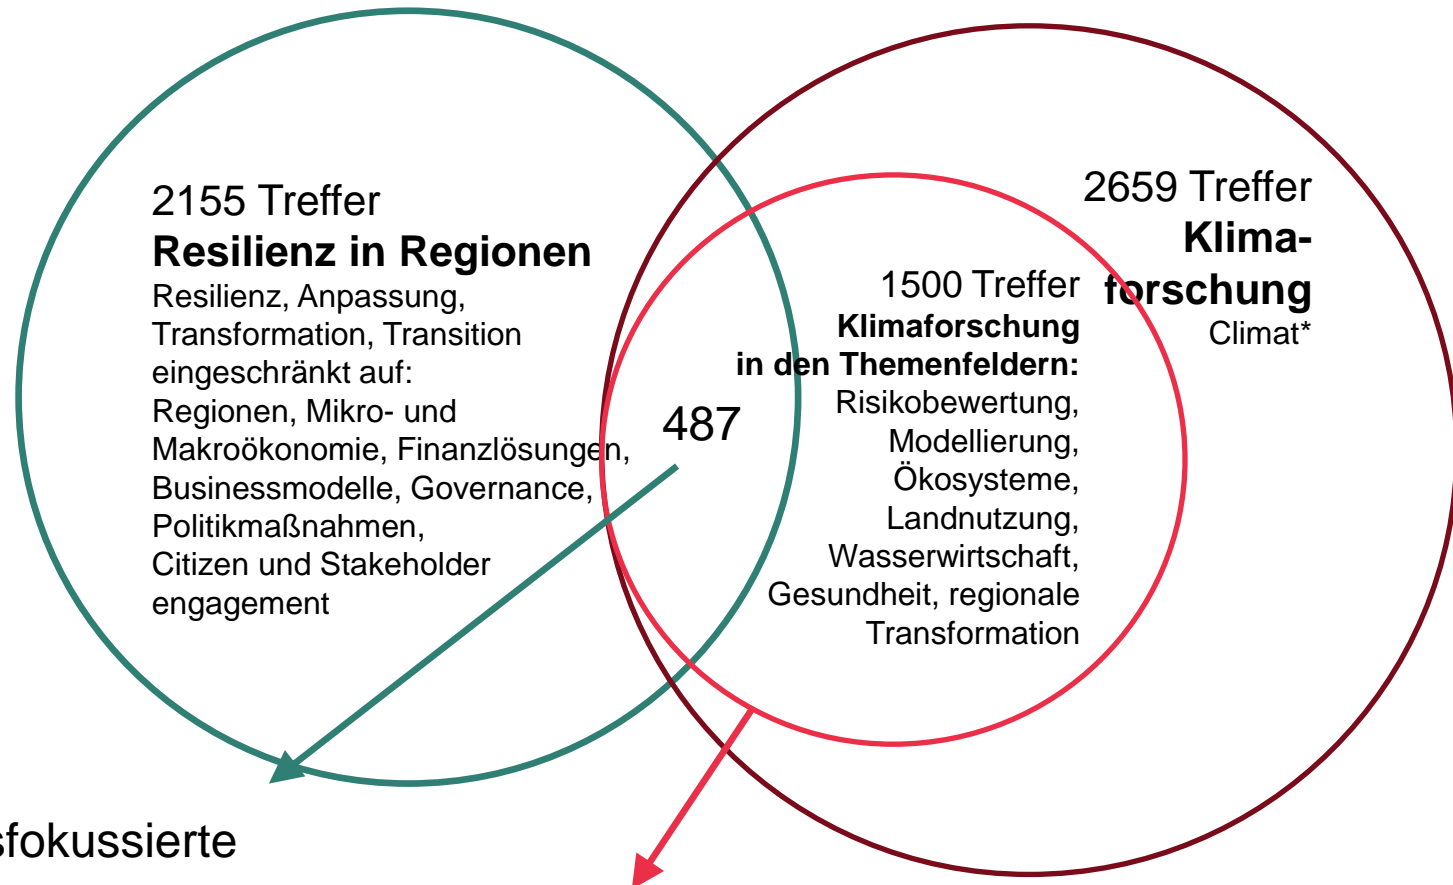 2155 Treffer
Resilienz in Regionen
Resilienz, Anpassung,
Transformation, Transition
eingeschränkt auf:
Regionen, Mikro- und
Makroökonomie, Finanzlösungen,
Businessmodelle, Governance,
Politikmaßnahmen,
Citizen und Stakeholder
engagement
487
1500 Treffer
Klimaforschung
in den Themenfeldern:
Risikobewertung,
Modellierung,
Ökosysteme,
Landnutzung,
Wasserwirtschaft,
Gesundheit, regionale
Transformation
2659 Treffer
Klima-
forschung
Climat*
sfokussierte